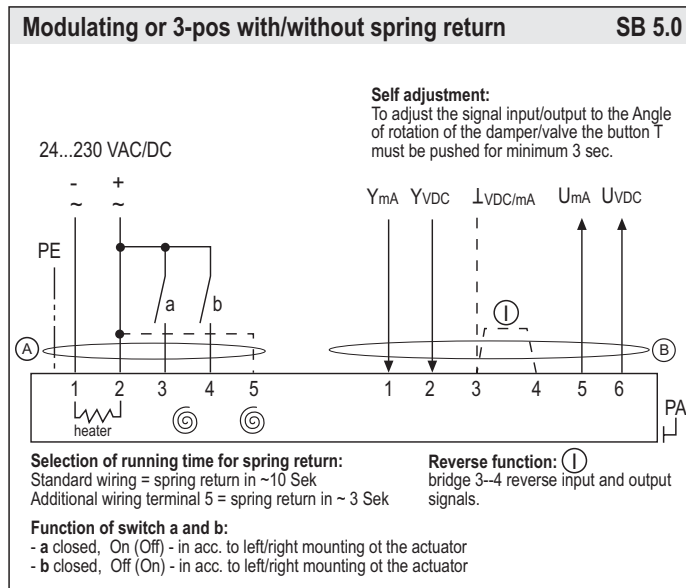 Modulating or 3-pos with/without spring return SB 5.0
Self adjustment:
To adjust the signal input/output to the Angle
of rotation of the damper/valve the button T
must be pushed for minimum 3 sec.
24...230 VAC/DC
- +
~ ~
PE
a b
A
1 2 3 4 5
heater
YmA YVDC ⊥VDC/mA UmA UVDC
I
B
1 2 3 4 5 6
PA
Selection of running time for spring return:
Standard wiring = spring return in ~10 Sek
Additional wiring terminal 5 = spring return in ~ 3 Sek
Reverse function: I
bridge 3--4 reverse input and output
signals.
Function of switch a and b:
- a closed, On (Off) - in acc. to left/right mounting ot the actuator
- b closed, Off (On) - in acc. to left/right mounting ot the actuator